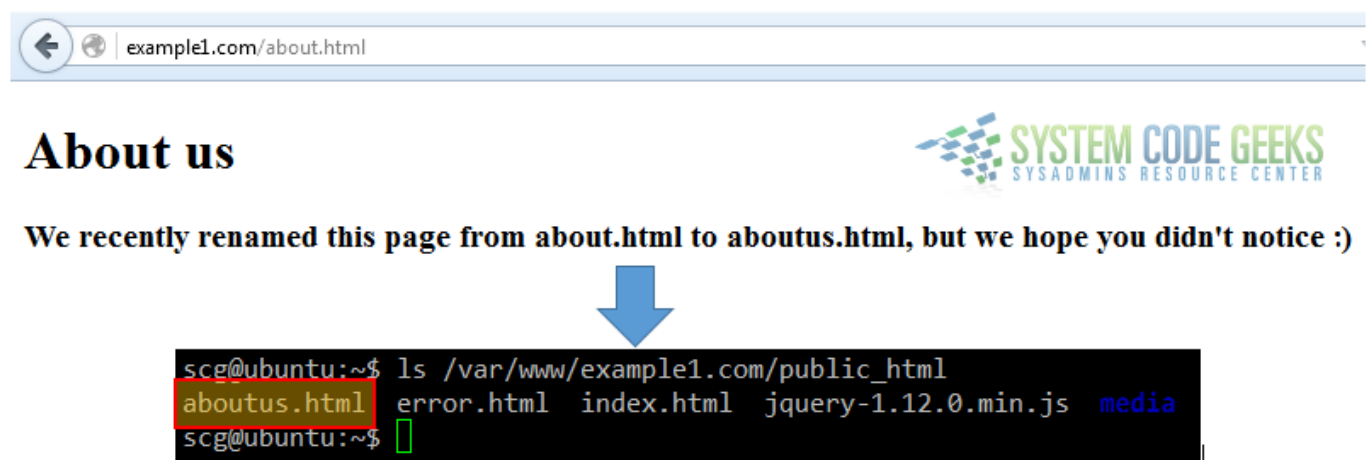 example1.com/about.html
About us
SYSTEM CODE GEEKS
SYSADMINS RESOURCE CENTER
We recently renamed this page from about.html to aboutus.html, but we hope you didn't notice :)
scg@ubuntu:~$ ls /var/www/example1.com/public_html
aboutus.html error.html index.html jquery-1.12.0.min.js media
scg@ubuntu:~$